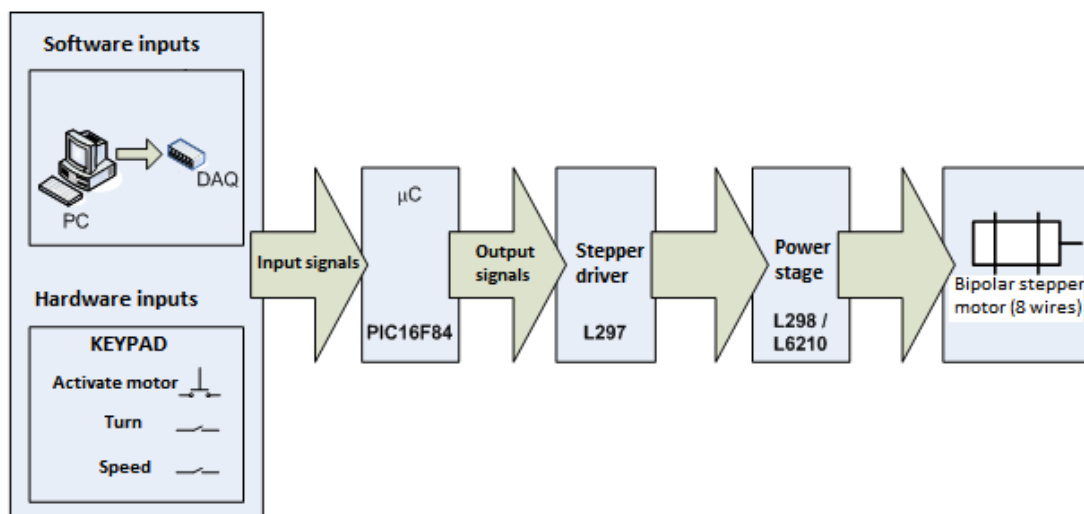 Software inputs
PC
DAQ
Hardware inputs
KEYPAD
Activate motor
Turn
Speed
Input signals
μC
PIC16F84
Output
signals
Stepper
driver
L297
Power
stage
L298 /
L6210
Bipolar stepper
motor (8 wires)